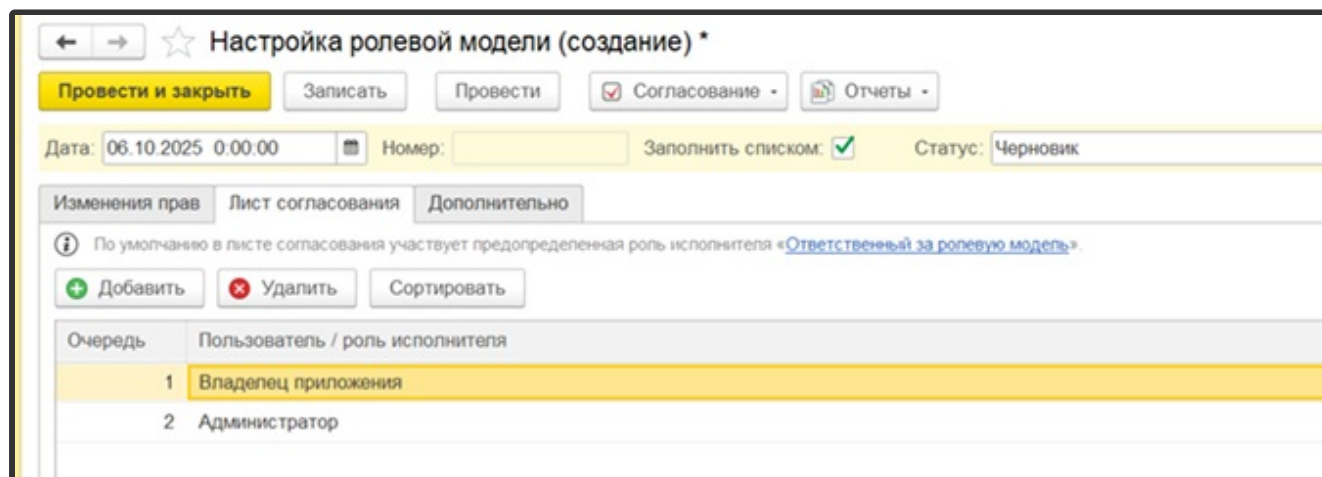 Настройка ролевой модели (создание) *
Провести и закрыть Записать Провести Согласование Отчеты
Дата: 06.10.2025 0:00:00 Номер: Заполнить списком: Статус: Черновик
Изменения прав Лист согласования Дополнительно
По умолчанию в листе согласования участвует предопределенная роль исполнителя «Ответственный за ролевую модель».
Добавить Удалить Сортировать
Очередь Пользователь / роль исполнителя
1 Владелец приложения
2 Администратор